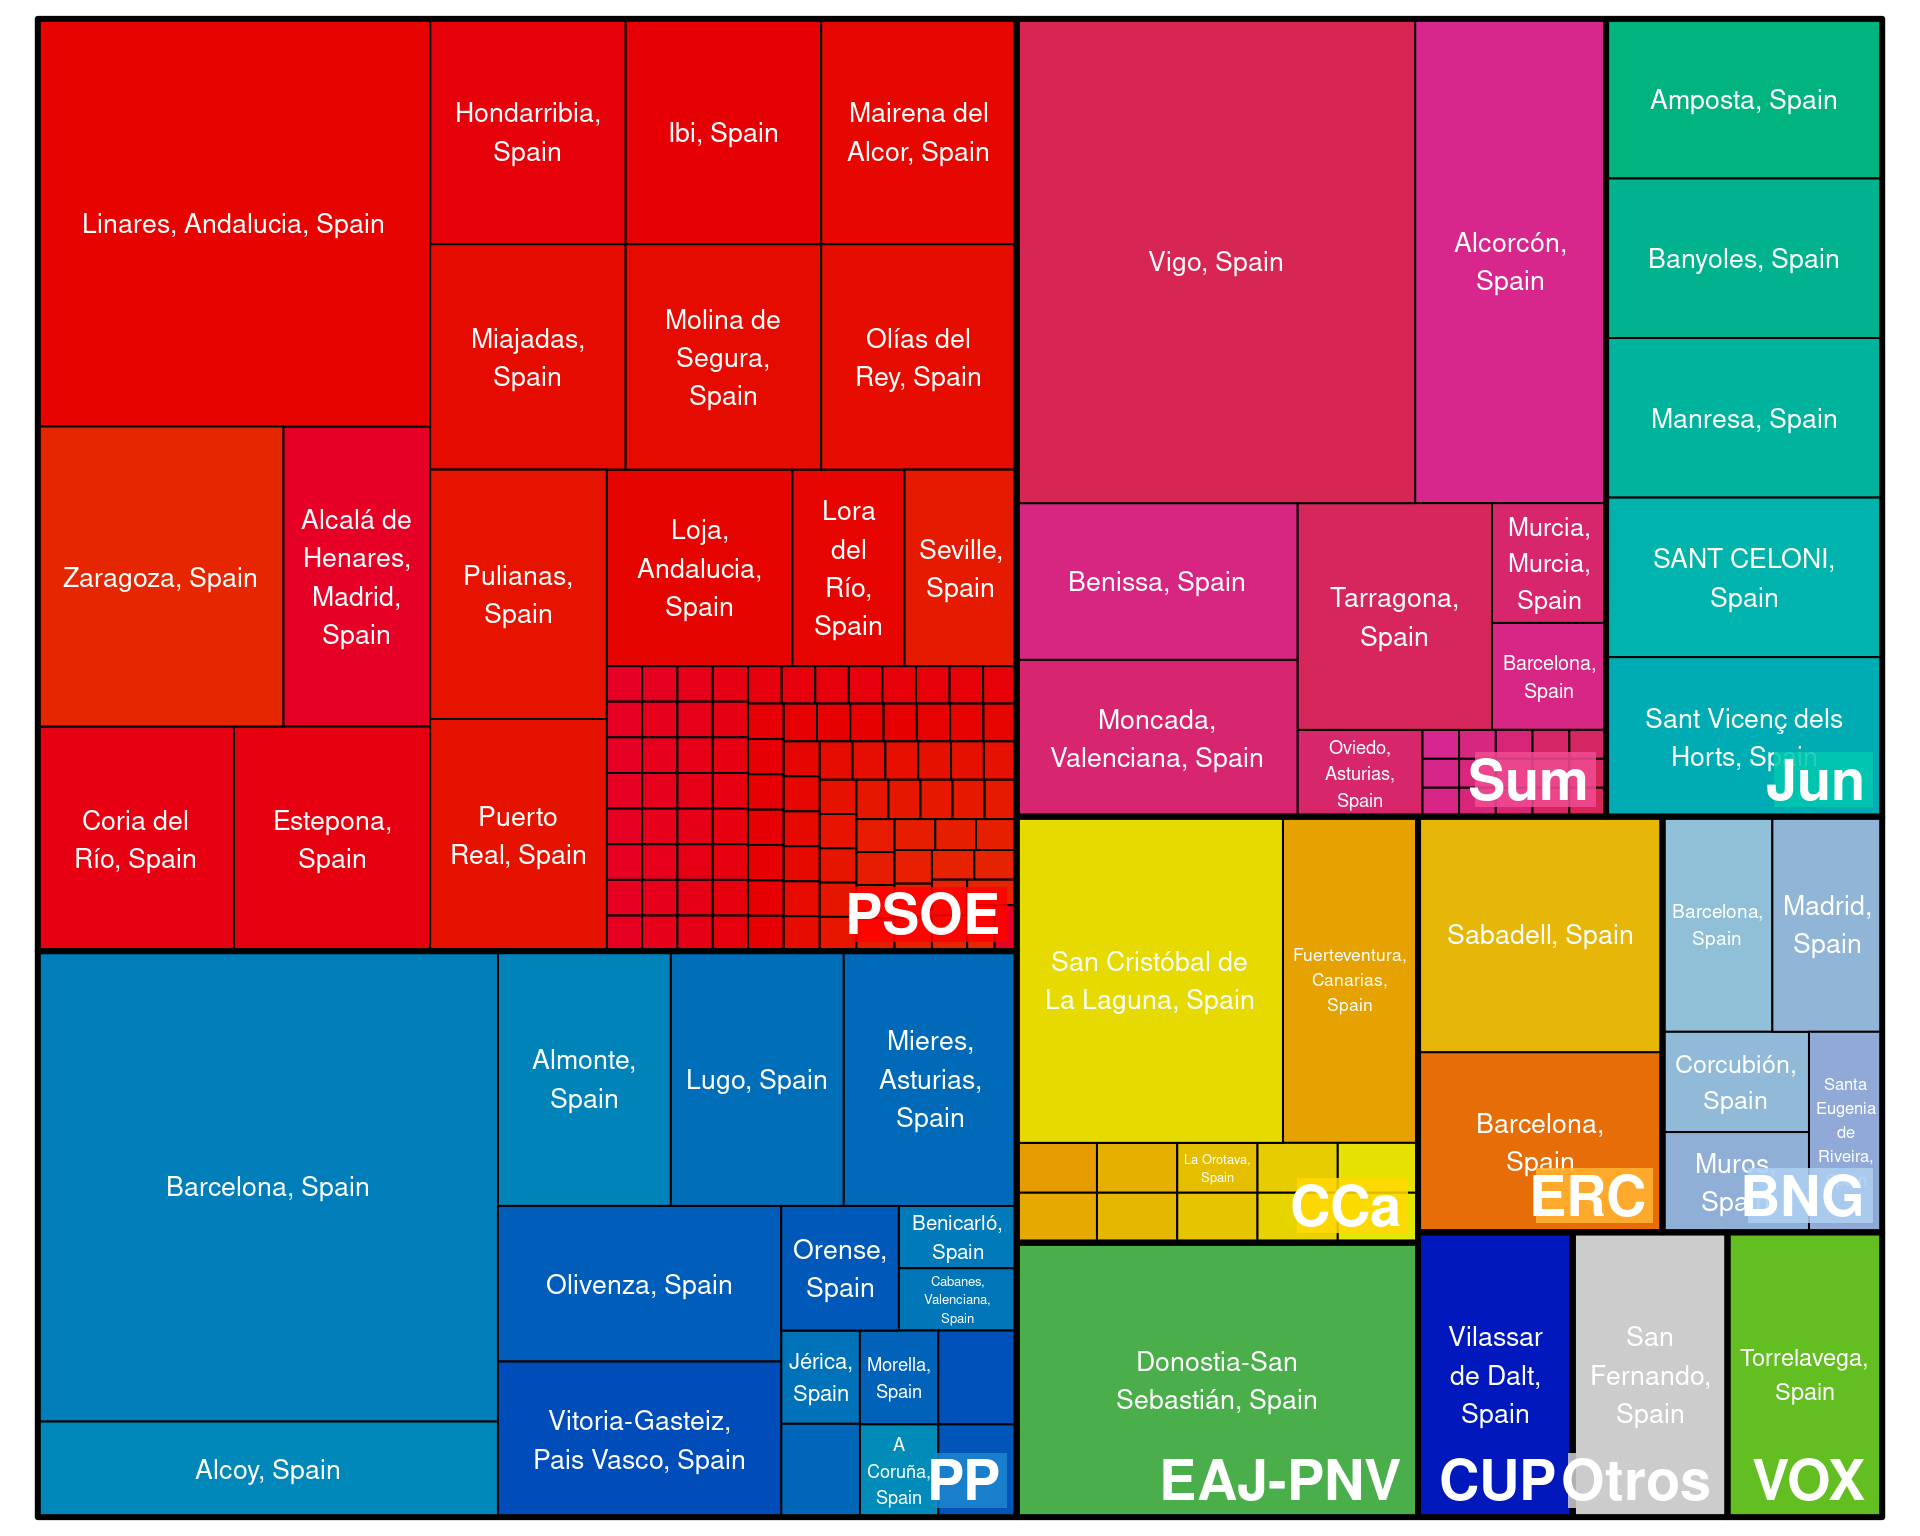 Linares, Andalucia, Spain
Hondarribia,
Spain
Ibi, Spain
Mairena del
Alcor, Spain
Miajadas,
Spain
Molina de
Segura,
Spain
Olías del
Rey, Spain
Zaragoza, Spain
Alcalá de
Henares,
Madrid,
Spain
Coria del
Río, Spain
Estepona,
Spain
Pulianas,
Spain
Puerto
Real, Spain
Loja,
Andalucia,
Spain
Lora
del
Río,
Spain
Seville,
Spain
PSOE
Vigo, Spain
Alcorcón,
Spain
Benissa, Spain
Moncada,
Valenciana, Spain
Tarragona,
Spain
Murcia,
Murcia,
Spain
Barcelona,
Spain
Oviedo,
Asturias,
Spain
Sum
Amposta, Spain
Banyoles, Spain
Manresa, Spain
SANT CELONI,
Spain
Sant Vicenç dels
Horts, Spain
Jun
Barcelona, Spain
Alcoy, Spain
Almonte,
Spain
Lugo, Spain
Mieres,
Asturias,
Spain
Olivenza, Spain
Vitoria-Gasteiz,
Pais Vasco, Spain
Orense,
Spain
Benicarló,
Spain
Cabanes,
Valenciana,
Spain
Jérica,
Spain
Morella,
Spain
A
Coruña,
Spain
PP
San Cristóbal de
La Laguna, Spain
Fuerteventura,
Canarias,
Spain
La Orotava,
Spain
CCa
Sabadell, Spain
Barcelona,
Spain
ERC
Barcelona,
Spain
Madrid,
Spain
Corcubión,
Spain
Muros,
Spain
Santa
Eugenia
de
Riveira,
BNG
Donostia-San
Sebastián, Spain
EAJ-PNV
Vilassar
de Dalt,
Spain
CUP
San
Fernando,
Spain
Otros
Torrelavega,
Spain
VOX